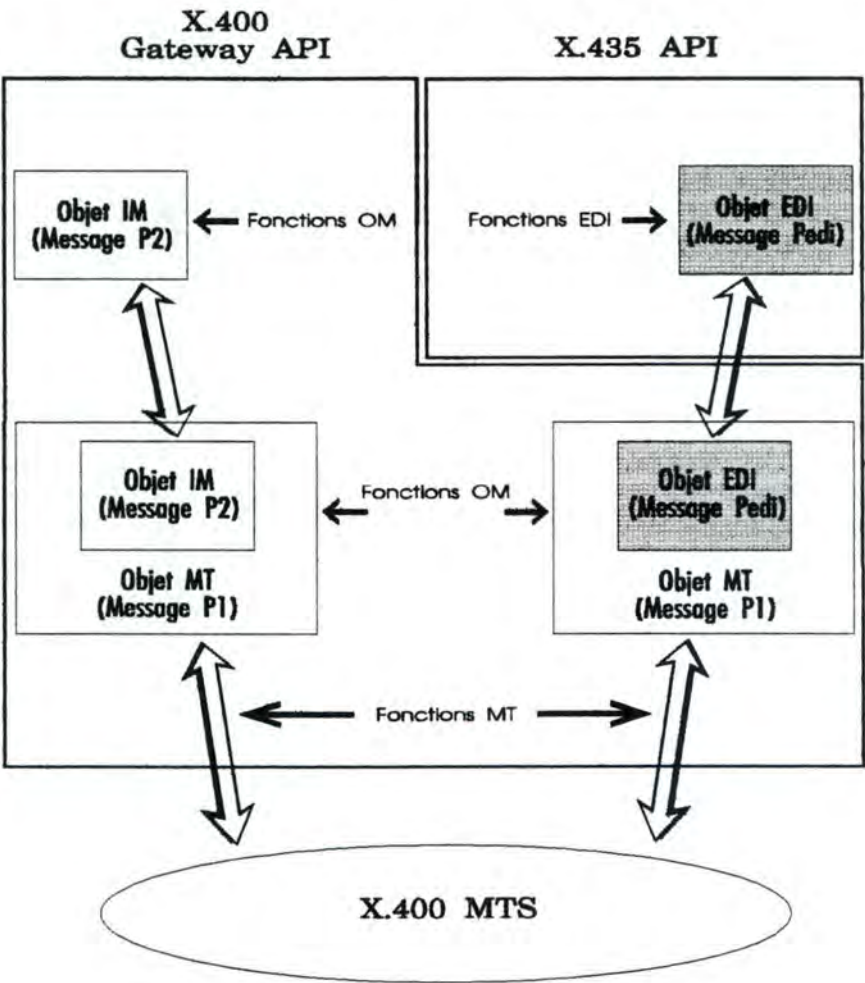 X.400
Gateway API
X.435 API
Objet IM
(Message P2)
Fonctions OM
Fonctions EDI
Objet EDI
(Message Pedi)
Objet IM
(Message P2)
Objet MT
(Message P1)
Fonctions OM
Objet EDI
(Message Pedi)
Objet MT
(Message P1)
Fonctions MT
X.400 MTS